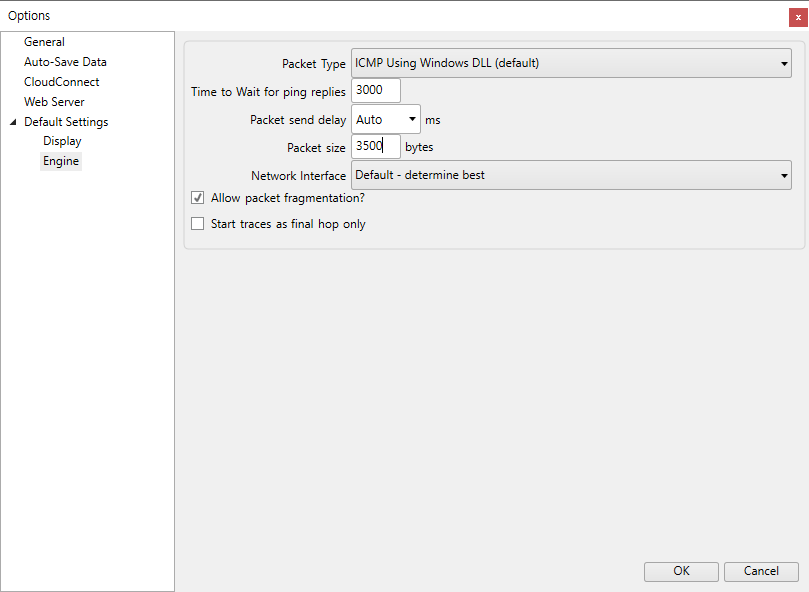 Options
x
General
Auto-Save Data
CloudConnect
Web Server
Default Settings
Display
Engine
Packet Type ICMP Using Windows DLL (default)
Time to Wait for ping replies 3000
Packet send delay Auto ms
Packet size 3500 bytes
Network Interface Default - determine best
Allow packet fragmentation?
Start traces as final hop only
OK Cancel